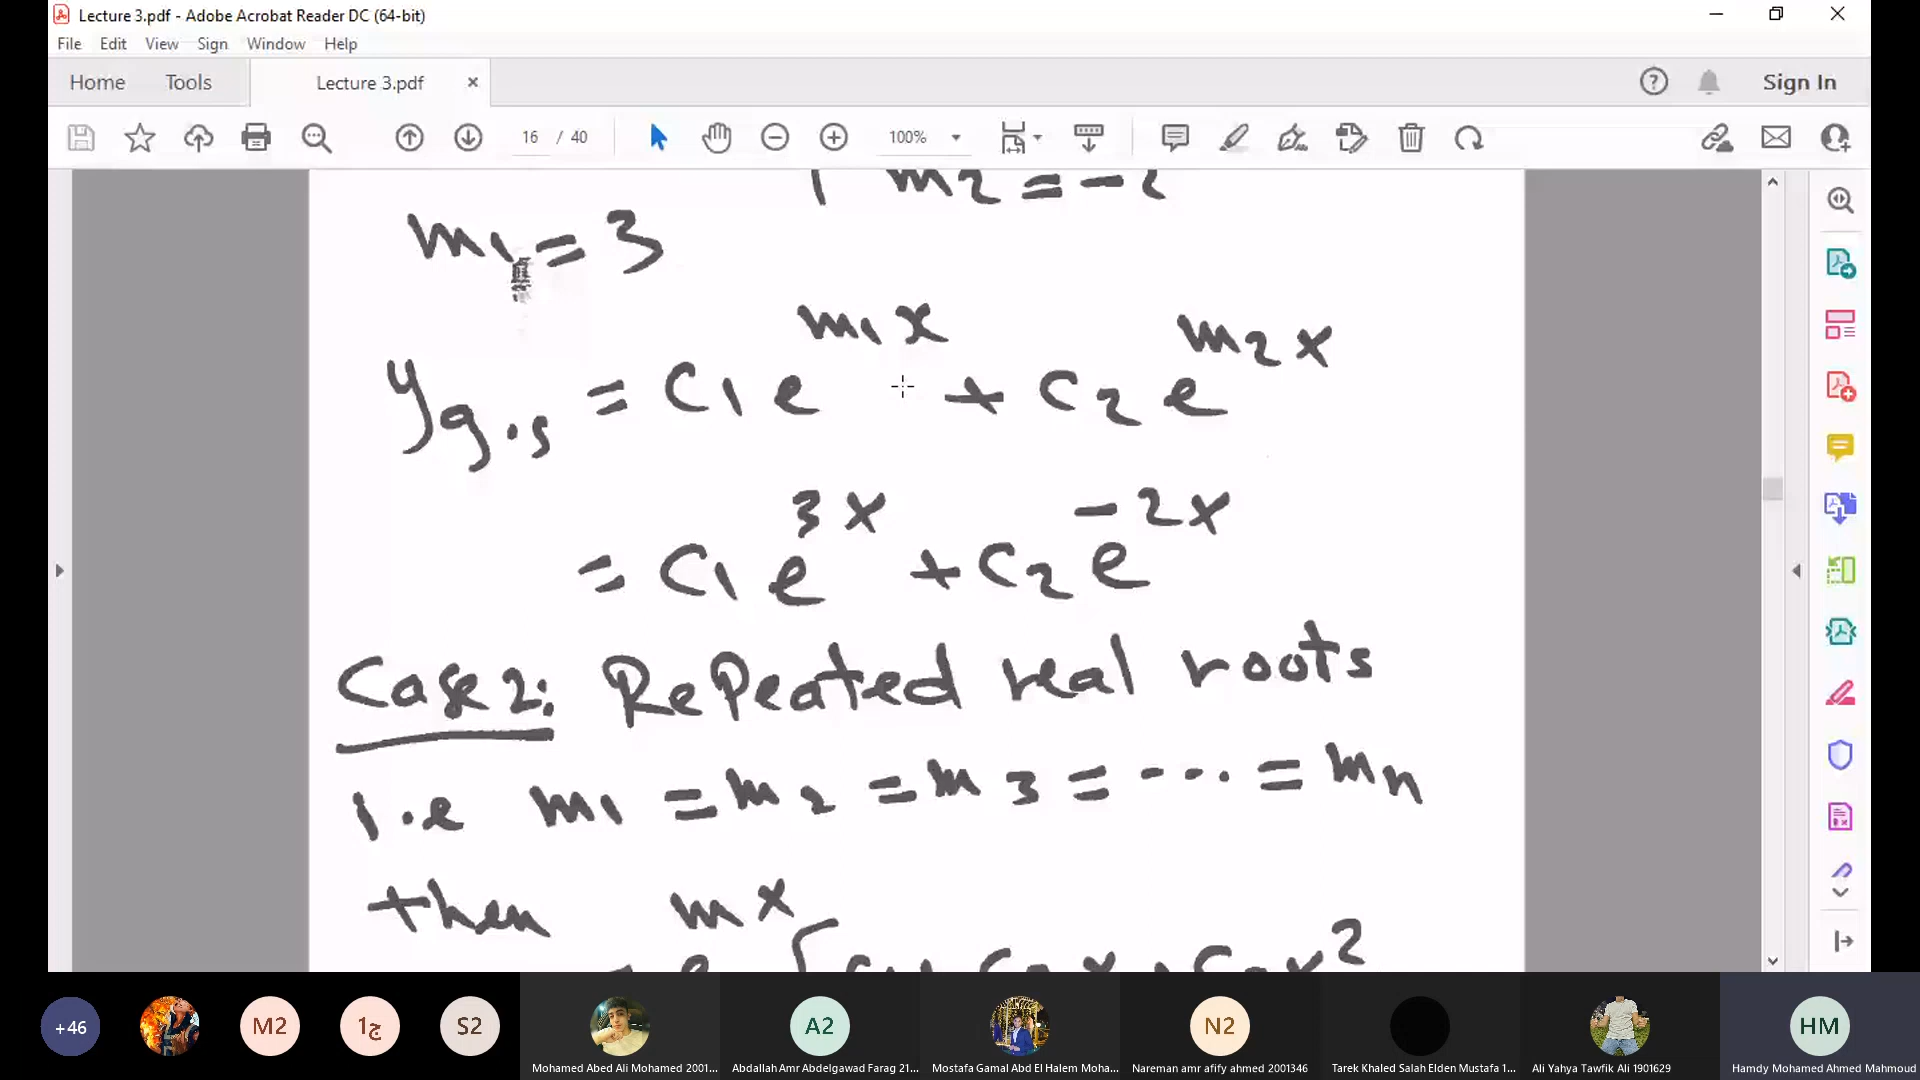 Lecture 3.pdf - Adobe Acrobat Reader DC (64-bit)
File Edit View Sign Window Help
Home Tools Lecture 3.pdf × Sign In
16 / 40 100%
m2 = -2
m1 = 3
m1x m2x
yg.s = c1 e + c2 e
3x -2x
= c1 e + c2 e
Case 2: Repeated real roots
i.e m1 = m2 = m3 = --- = mn
then mx
= e [c1+ c2x + c3x2
+46 M2 ج1 S2 A2 N2 HM
Mohamed Abed Ali Mohamed 2001... Abdallah Amr Abdelgawad Farag 21... Mostafa Gamal Abd El Halem Moha... Nareman amr afify ahmed 2001346 Tarek Khaled Salah Elden Mustafa 1... Ali Yahya Tawfik Ali 1901629 Hamdy Mohamed Ahmed Mahmoud